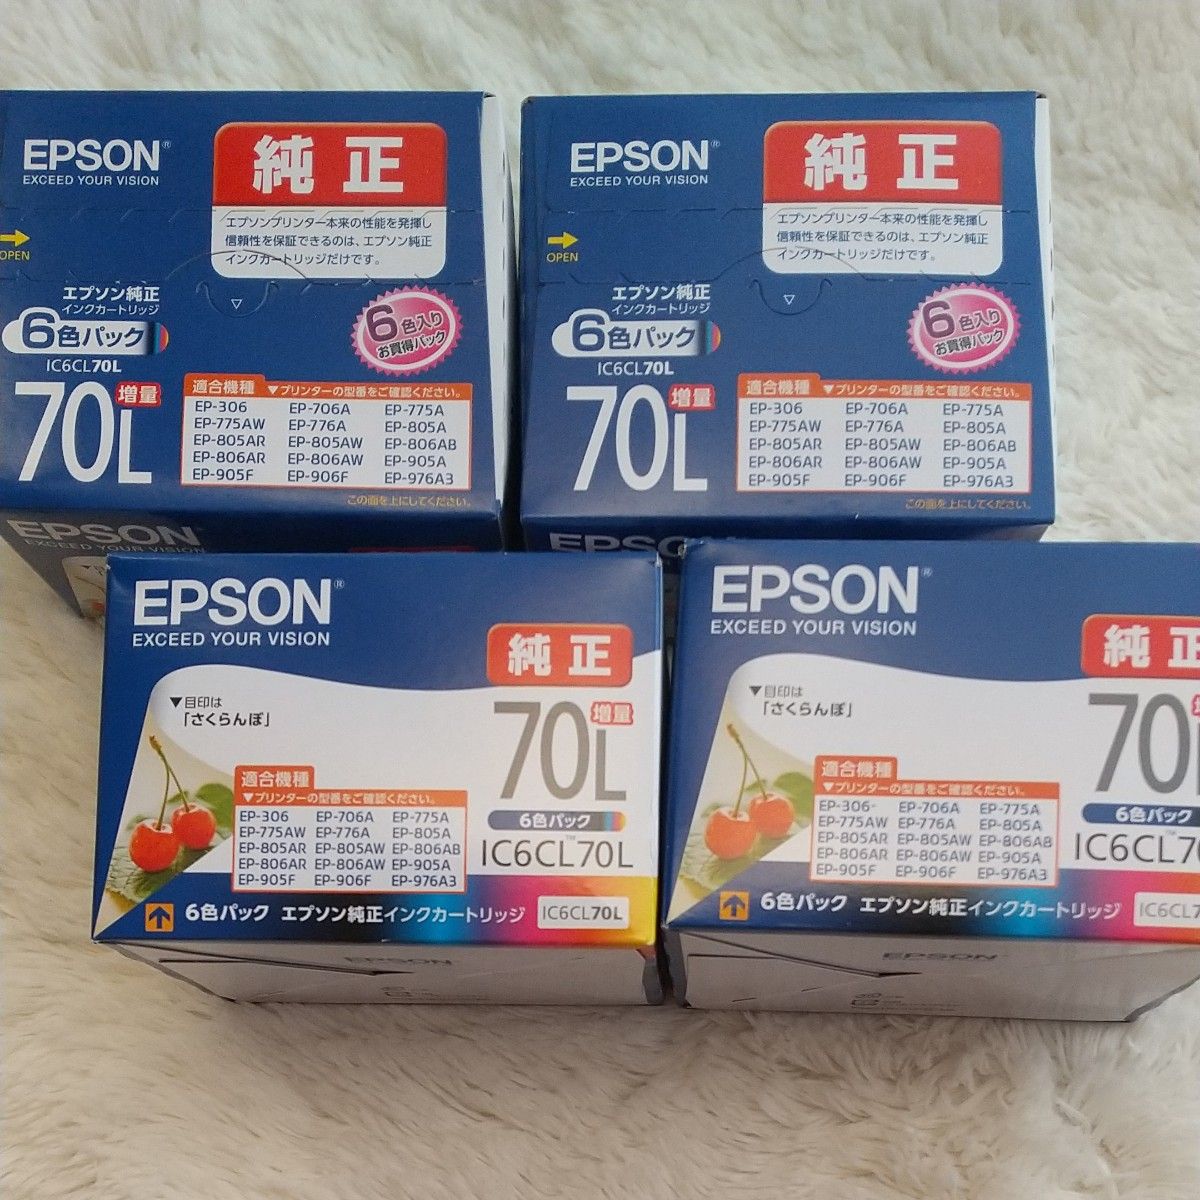 EPSON®
EXCEED YOUR VISION
純正
エプソンプリンター本来の性能を発揮し
信頼性を保証できるのは、エプソン純正
インクカートリッジだけです。
OPEN
エプソン純正
インクカートリッジ
6色パック
IC6CL70L
6色入り
お買得パック
70L 増量
適合機種 ▼プリンターの型番をご確認ください。
EP-306 EP-706A EP-775A
EP-775AW EP-776A EP-805A
EP-805AR EP-805AW EP-806AB
EP-806AR EP-806AW EP-905A
EP-905F EP-906F EP-976A3
この面を上にしてください。
EPSON®
EXCEED YOUR VISION
純正
エプソンプリンター本来の性能を発揮し
信頼性を保証できるのは、エプソン純正
インクカートリッジだけです。
OPEN
エプソン純正
インクカートリッジ
6色パック
IC6CL70L
6色入り
お買得パック
70L 増量
適合機種 ▼プリンターの型番をご確認ください。
EP-306 EP-706A EP-775A
EP-775AW EP-776A EP-805A
EP-805AR EP-805AW EP-806AB
EP-806AR EP-806AW EP-905A
EP-905F EP-906F EP-976A3
この面を上にしてください。
EPSON
EXCEED YOUR VISION
EPSON
EPSON®
EXCEED YOUR VISION
純正
▼目印は
「さくらんぼ」
70L 増量
適合機種
▼プリンターの型番をご確認ください。
EP-306 EP-706A EP-775A
EP-775AW EP-776A EP-805A
EP-805AR EP-805AW EP-806AB
EP-806AR EP-806AW EP-905A
EP-905F EP-906F EP-976A3
6色パック
IC6CL70L™
6色パック エプソン純正インクカートリッジ IC6CL70L
EPSON
EPSON®
EXCEED YOUR VISION
純正
▼目印は
「さくらんぼ」
70L
適合機種
▼プリンターの型番をご確認ください。
EP-306 EP-706A EP-775A
EP-775AW EP-776A EP-805A
EP-805AR EP-805AW EP-806AB
EP-806AR EP-806AW EP-905A
EP-905F EP-906F EP-976A3
6色パック
IC6CL70
6色パック エプソン純正インクカートリッジ IC6CL7
EPSON